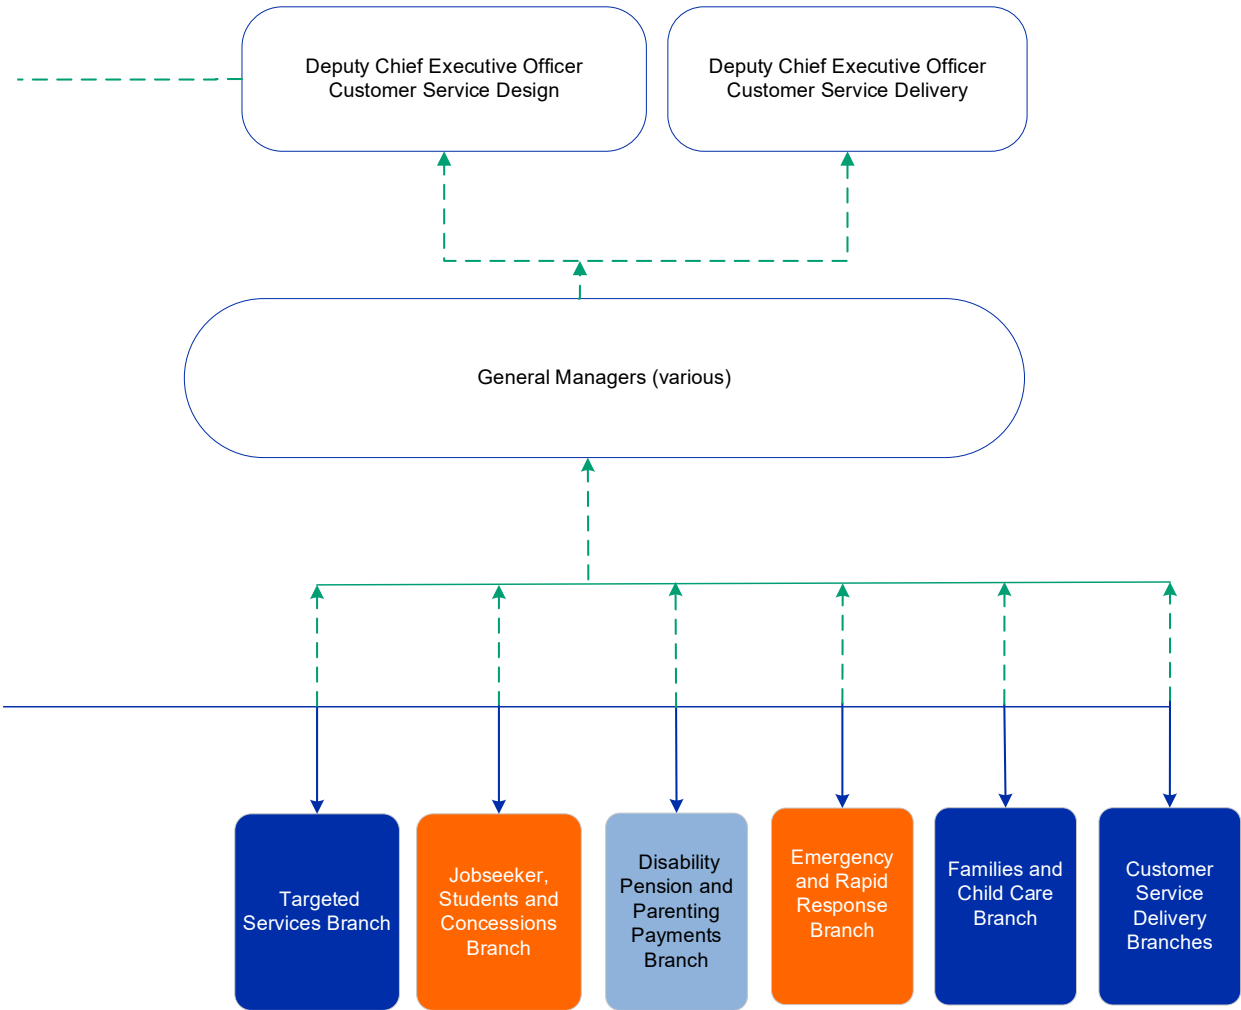 Deputy Chief Executive Officer
Customer Service Design
Deputy Chief Executive Officer
Customer Service Delivery
General Managers (various)
Targeted
Services Branch
Jobseeker,
Students and
Concessions
Branch
Disability
Pension and
Parenting
Payments
Branch
Emergency
and Rapid
Response
Branch
Families and
Child Care
Branch
Customer
Service
Delivery
Branches